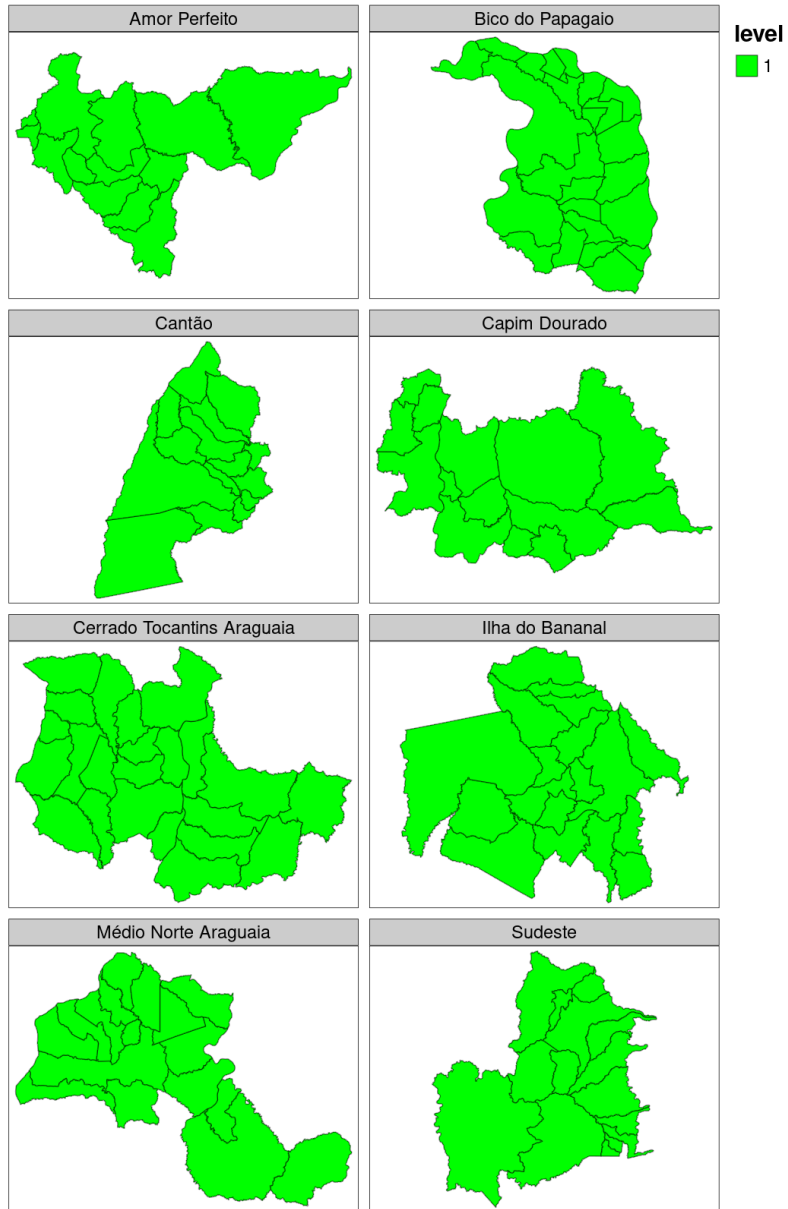 Amor Perfeito
Bico do Papagaio
level
1
Cantão
Capim Dourado
Cerrado Tocantins Araguaia
Ilha do Bananal
Médio Norte Araguaia
Sudeste